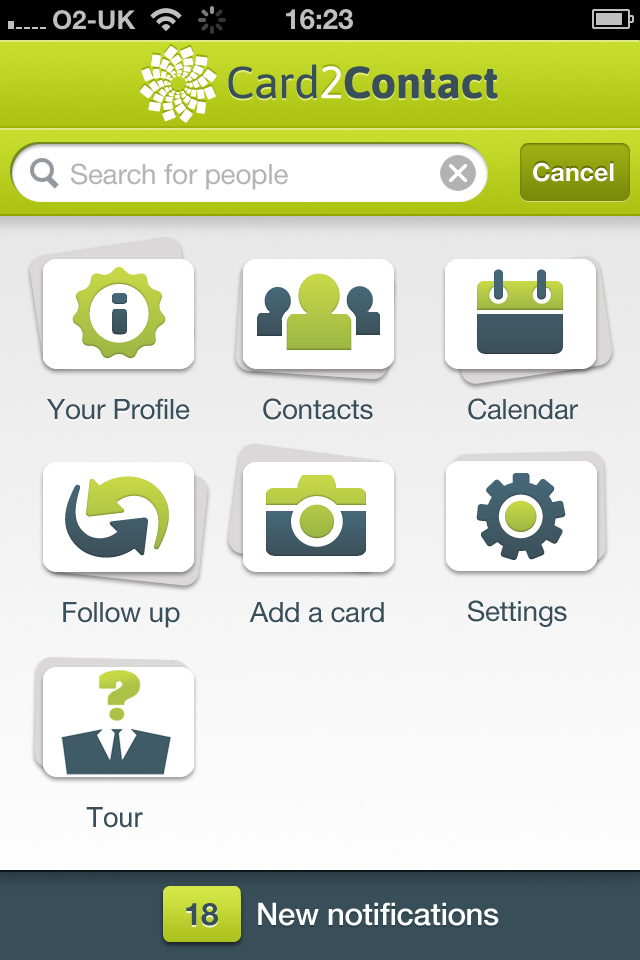 O2-UK 16:23
Card2Contact
Search for people Cancel
Your Profile Contacts Calendar
Follow up Add a card Settings
?
Tour
18 New notifications